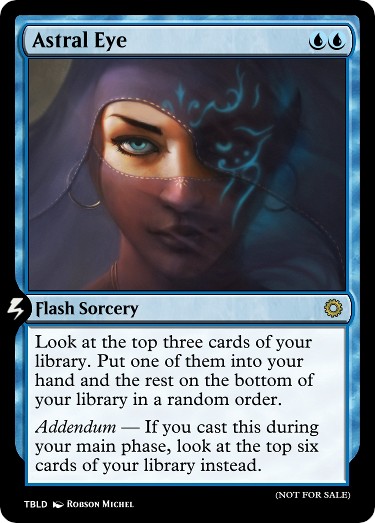 Astral Eye
Flash Sorcery
Look at the top three cards of your
library. Put one of them into your
hand and the rest on the bottom of
your library in a random order.
Addendum — If you cast this during
your main phase, look at the top six
cards of your library instead.
(NOT FOR SALE)
TBLD ROBSON MICHEL